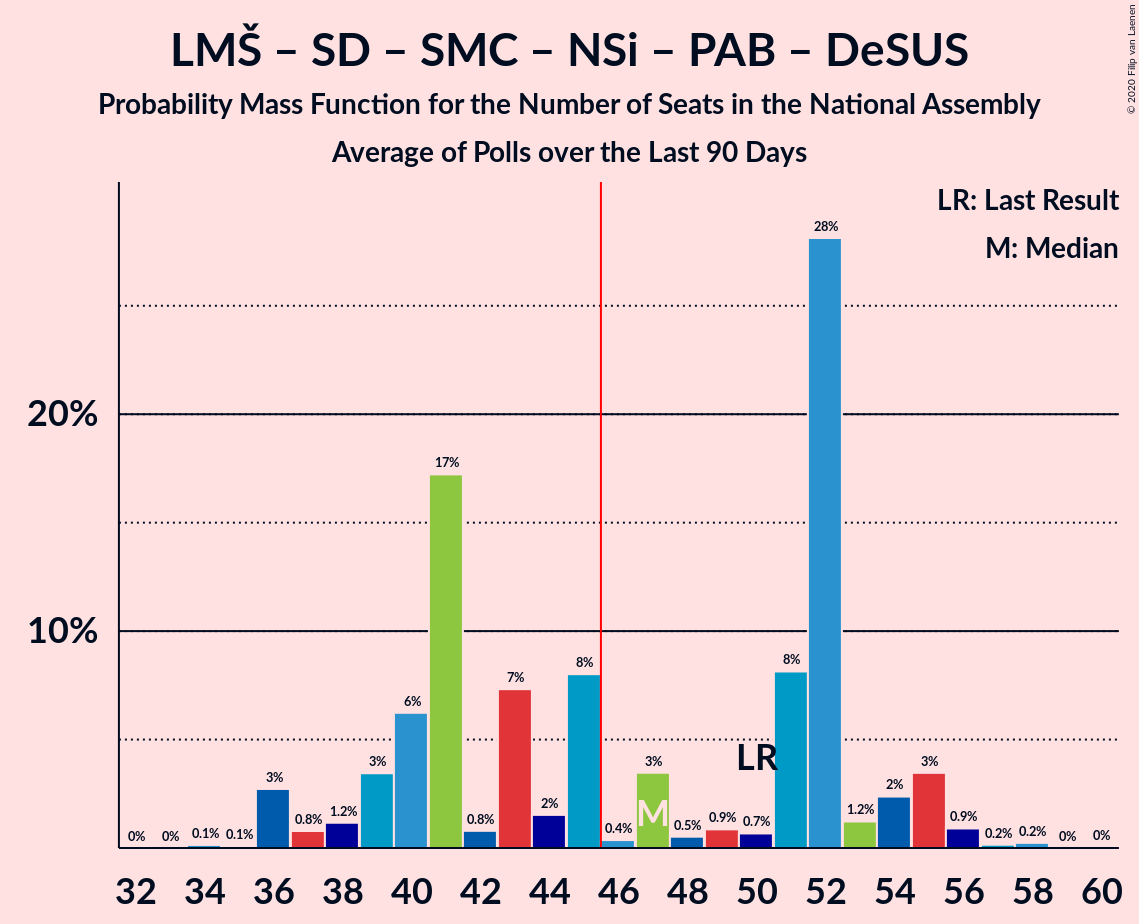 LMŠ – SD – SMC – NSi – PAB – DeSUS
Probability Mass Function for the Number of Seats in the National Assembly
Average of Polls over the Last 90 Days
© 2020 Filip van Laenen
LR: Last Result
M: Median
20%
10%
0% 0% 0.1% 0.1% 3% 0.8% 1.2% 3% 6% 17% 0.8% 7% 2% 8% 0.4% 3% 0.5% 0.9% 0.7% 8% 28% 1.2% 2% 3% 0.9% 0.2% 0.2% 0% 0%
LR
M
32 34 36 38 40 42 44 46 48 50 52 54 56 58 60